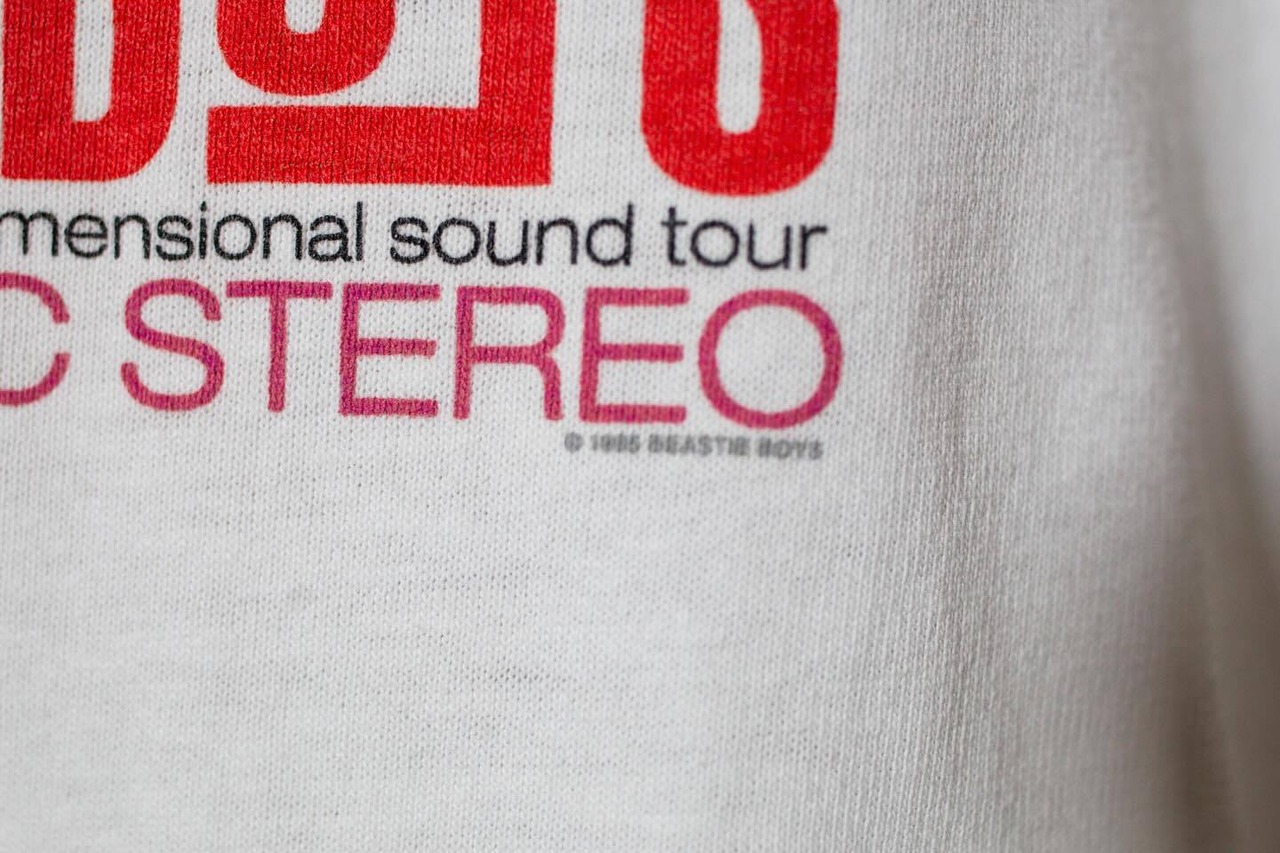 mensional sound tour
C STEREO
© 1995 BEASTIE BOYS